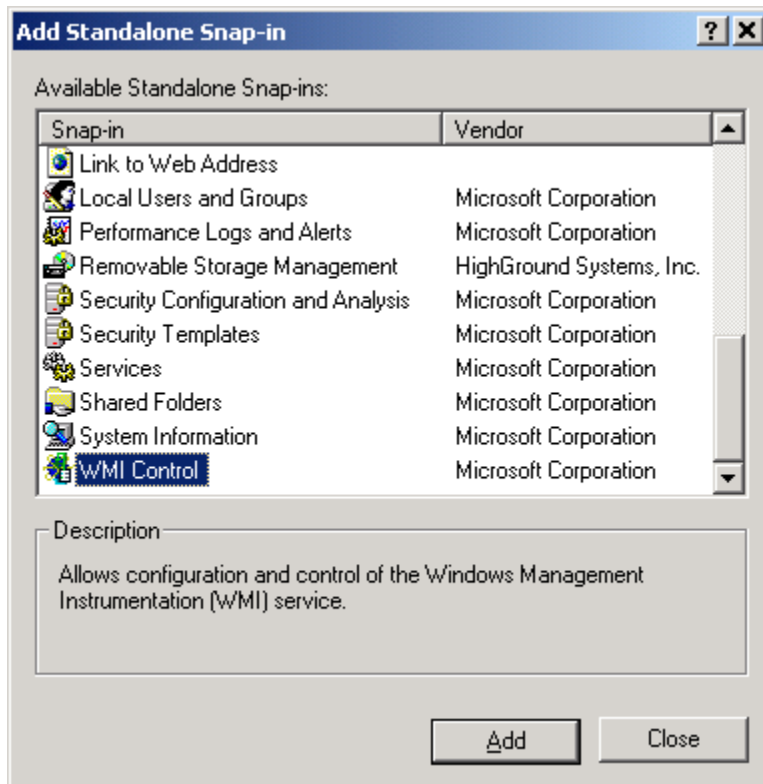 Add Standalone Snap-in
Available Standalone Snap-ins:
Snap-in Vendor
Link to Web Address
Local Users and Groups Microsoft Corporation
Performance Logs and Alerts Microsoft Corporation
Removable Storage Management HighGround Systems, Inc.
Security Configuration and Analysis Microsoft Corporation
Security Templates Microsoft Corporation
Services Microsoft Corporation
Shared Folders Microsoft Corporation
System Information Microsoft Corporation
WMI Control Microsoft Corporation
Description
Allows configuration and control of the Windows Management
Instrumentation (WMI) service.
Add Close